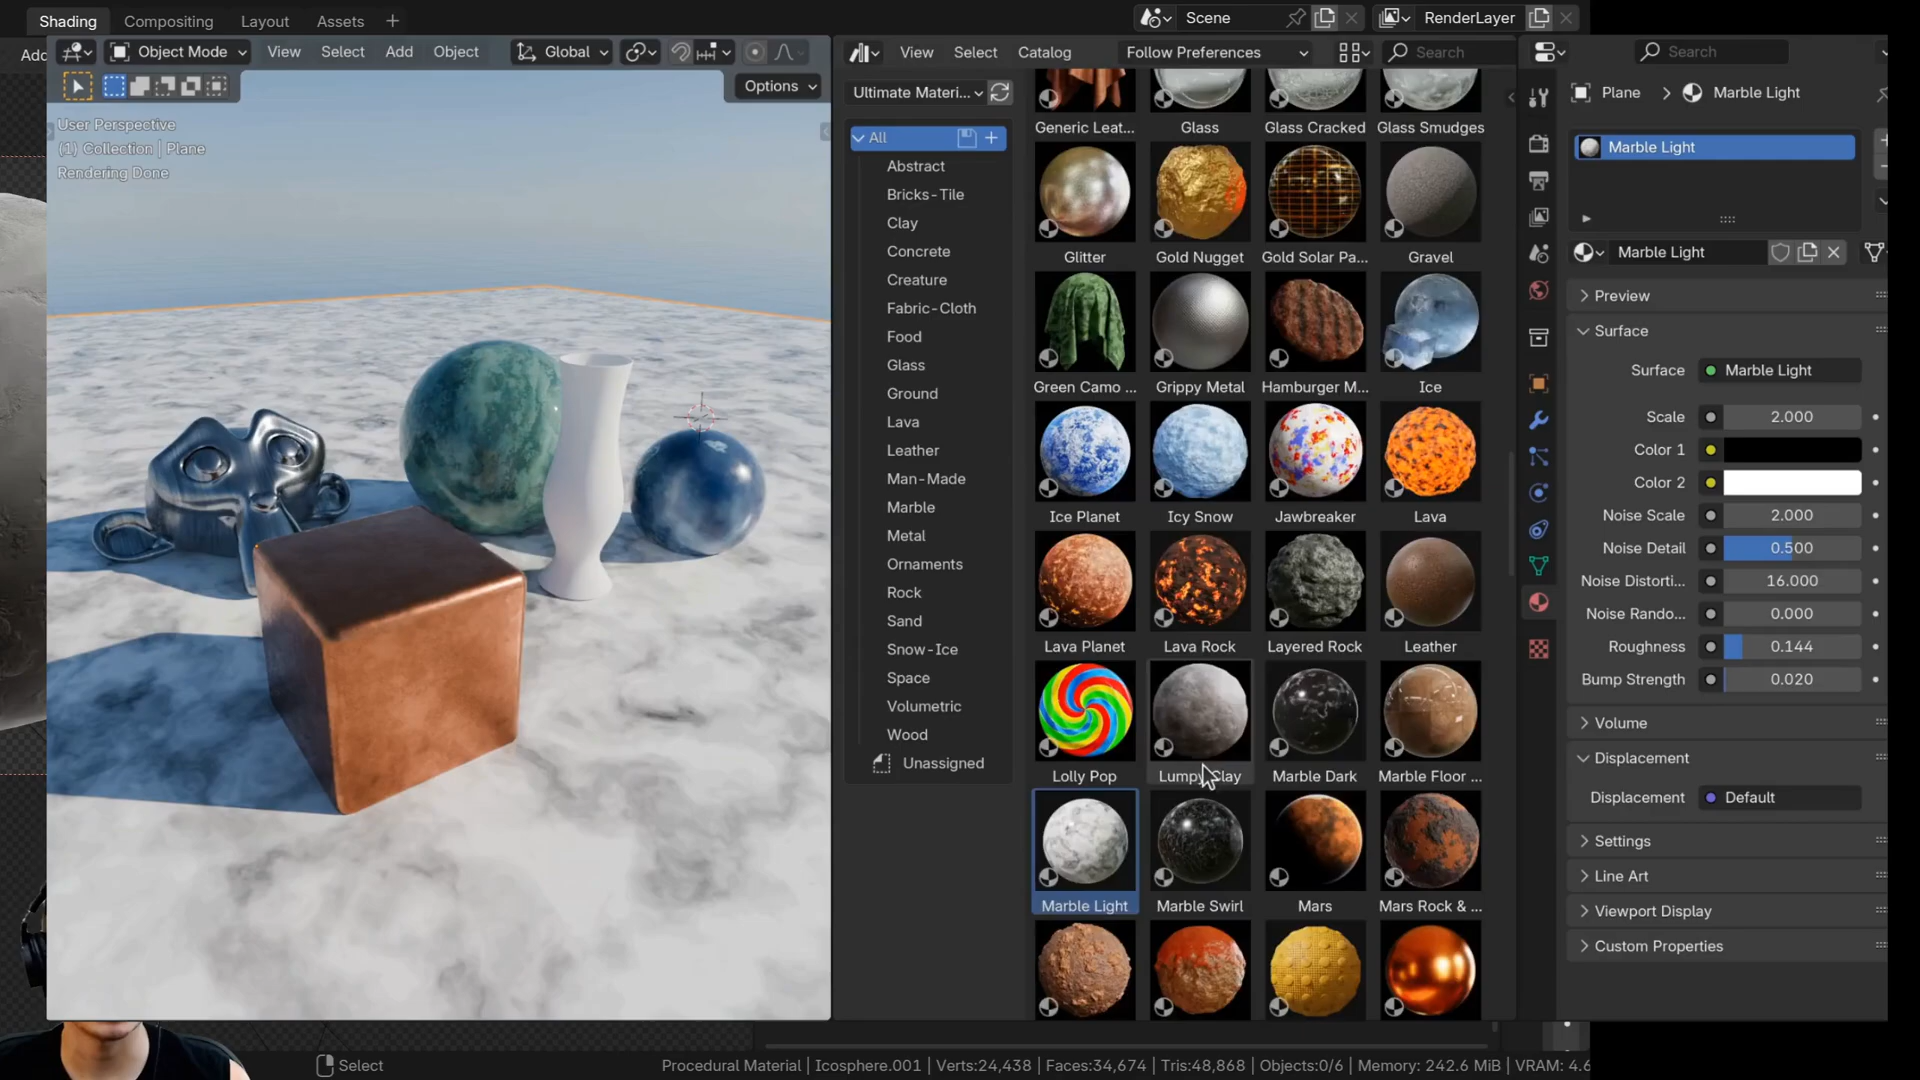 Shading
Compositing
Layout
Assets
Scene
RenderLayer
Add
Object Mode
View
Select
Add
Object
Global
View
Select
Catalog
Follow Preferences
Search
Search
Options
Ultimate Materi...
Plane
Marble Light
User Perspective
(1) Collection | Plane
Rendering Done
All
Abstract
Bricks-Tile
Clay
Concrete
Creature
Fabric-Cloth
Food
Glass
Ground
Lava
Leather
Man-Made
Marble
Metal
Ornaments
Rock
Sand
Snow-Ice
Space
Volumetric
Wood
Unassigned
Generic Leat...
Glass
Glass Cracked
Glass Smudges
Glitter
Gold Nugget
Gold Solar Pa...
Gravel
Green Camo ...
Grippy Metal
Hamburger M...
Ice
Ice Planet
Icy Snow
Jawbreaker
Lava
Lava Planet
Lava Rock
Layered Rock
Leather
Lolly Pop
Lumpy Clay
Marble Dark
Marble Floor ...
Marble Light
Marble Swirl
Mars
Mars Rock & ...
Marble Light
Marble Light
Preview
Surface
Surface
Marble Light
Scale
2.000
Color 1
Color 2
Noise Scale
2.000
Noise Detail
0.500
Noise Distorti...
16.000
Noise Rando...
0.000
Roughness
0.144
Bump Strength
0.020
Volume
Displacement
Displacement
Default
Settings
Line Art
Viewport Display
Custom Properties
Select
Procedural Material | Icosphere.001 | Verts:24,438 | Faces:34,674 | Tris:48,868 | Objects:0/6 | Memory: 242.6 MiB | VRAM: 4.6